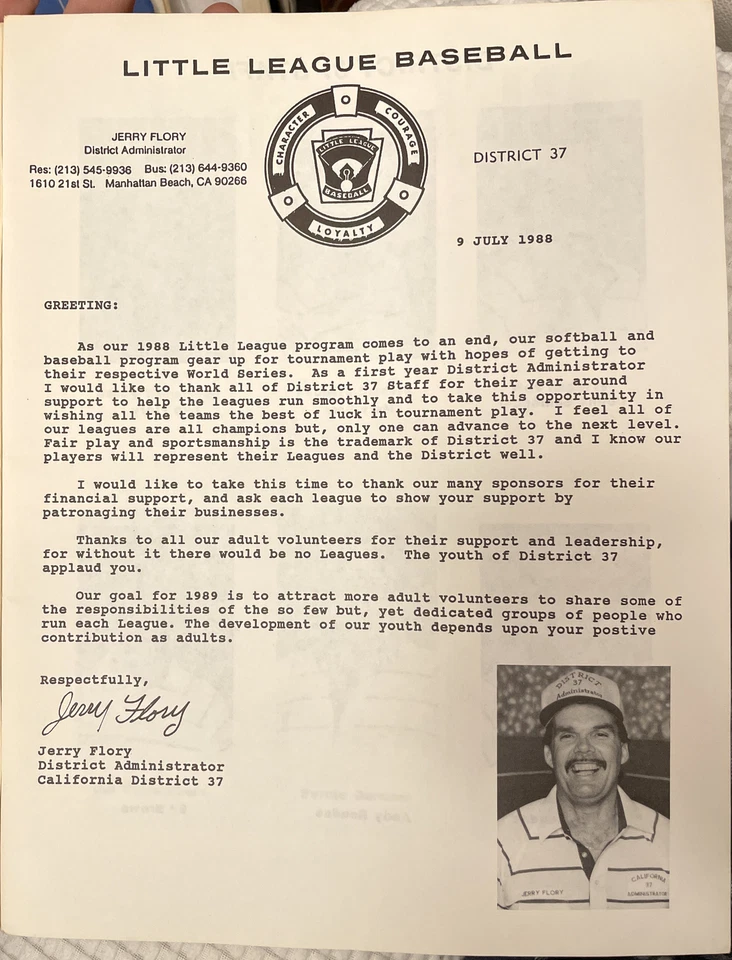 LITTLE LEAGUE BASEBALL
JERRY FLORY
District Administrator
Res: (213) 545-9936 Bus: (213) 644-9360
1610 21st St. Manhattan Beach, CA 90266
CHARACTER
COURAGE
LOYALTY
LITTLE LEAGUE
BASEBALL
DISTRICT 37
9 JULY 1988
GREETING:
As our 1988 Little League program comes to an end, our softball and
baseball program gear up for tournament play with hopes of getting to
their respective World Series. As a first year District Administrator
I would like to thank all of District 37 Staff for their year around
support to help the leagues run smoothly and to take this opportunity in
wishing all the teams the best of luck in tournament play. I feel all of
our leagues are all champions but, only one can advance to the next level.
Fair play and sportsmanship is the trademark of District 37 and I know our
players will represent their Leagues and the District well.
I would like to take this time to thank our many sponsors for their
financial support, and ask each league to show your support by
patronaging their businesses.
Thanks to all our adult volunteers for their support and leadership,
for without it there would be no Leagues. The youth of District 37
applaud you.
Our goal for 1989 is to attract more adult volunteers to share some of
the responsibilities of the so few but, yet dedicated groups of people who
run each League. The development of our youth depends upon your postive
contribution as adults.
Respectfully,
Jerry Flory
Jerry Flory
District Administrator
California District 37
DISTRICT
37
Administrator
JERRY FLORY
CALIFORNIA
37
ADMINISTRATOR